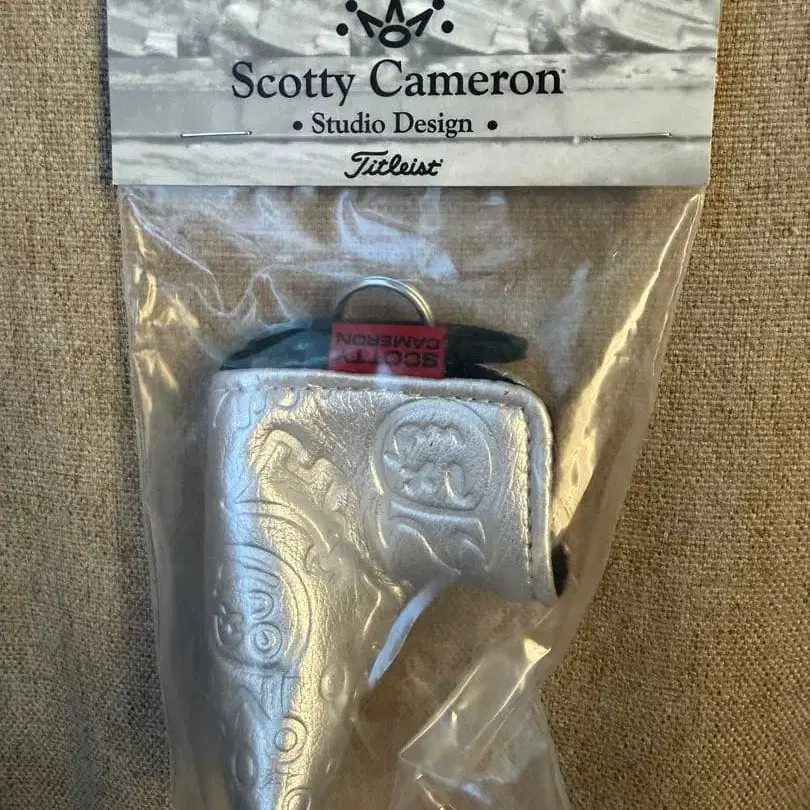 Scotty Cameron®
• Studio Design •
Titleist®
SCOTTY
CAMERON